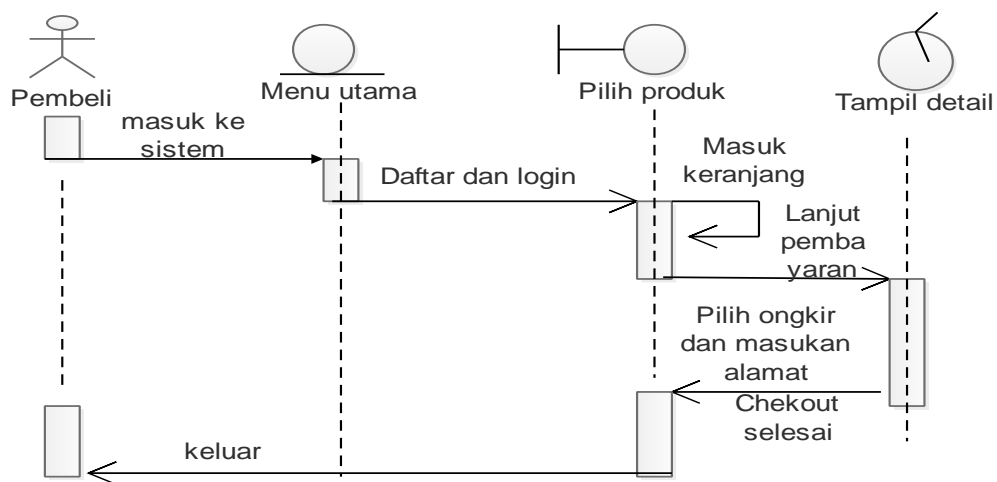 Pembeli
Menu utama
Pilih produk
Tampil detail
masuk ke
sistem
Daftar dan login
Masuk
keranjang
Lanjut
pemba
yaran
Pilih ongkir
dan masukan
alamat
Chekout
selesai
keluar